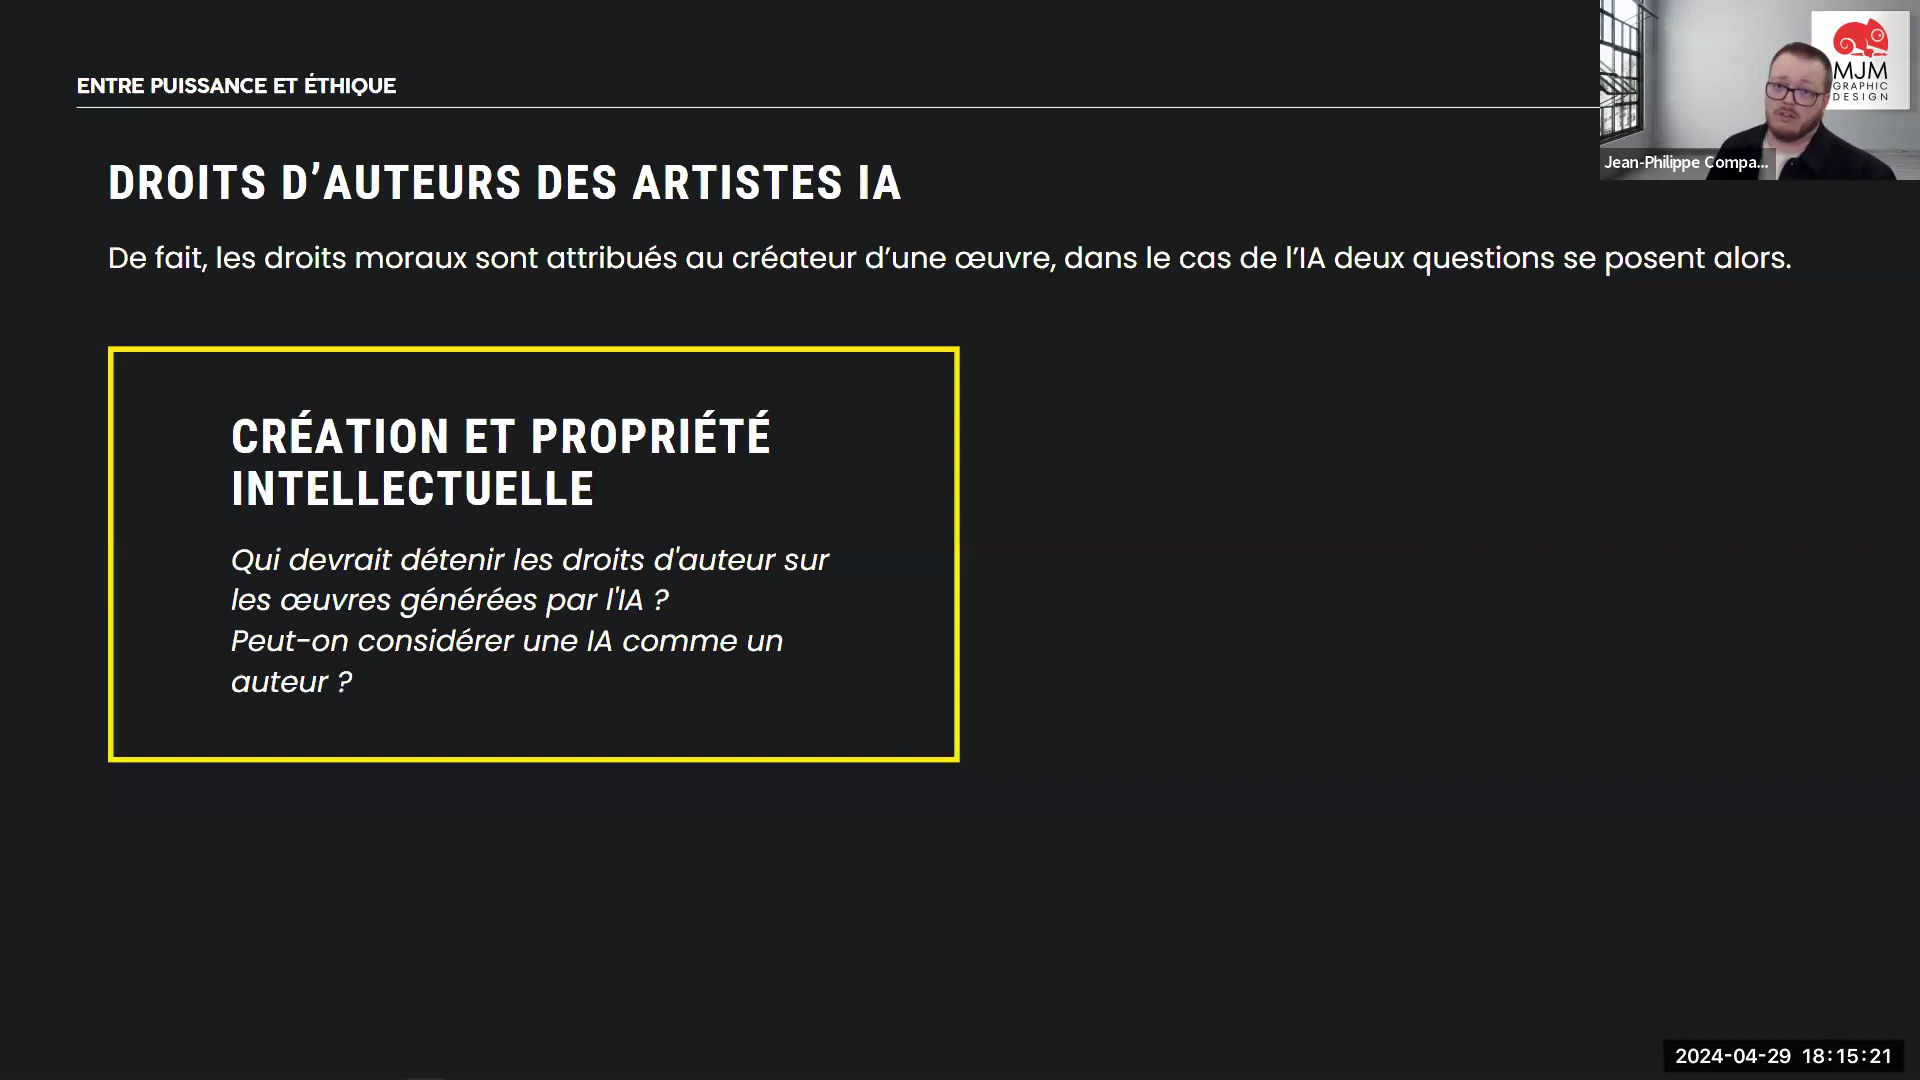 ENTRE PUISSANCE ET ÉTHIQUE
MJM
GRAPHIC
DESIGN
Jean-Philippe Compa...
DROITS D’AUTEURS DES ARTISTES IA
De fait, les droits moraux sont attribués au créateur d’une œuvre, dans le cas de l’IA deux questions se posent alors.
CRÉATION ET PROPRIÉTÉ
INTELLECTUELLE
Qui devrait détenir les droits d'auteur sur
les œuvres générées par l'IA ?
Peut-on considérer une IA comme un
auteur ?
2024-04-29 18:15:21